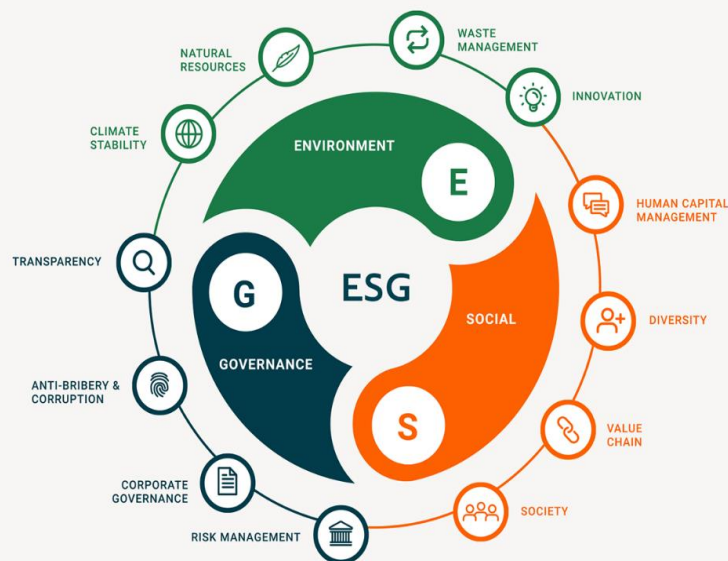 WASTE
MANAGEMENT
NATURAL
RESOURCES
INNOVATION
CLIMATE
STABILITY
ENVIRONMENT
E
HUMAN CAPITAL
MANAGEMENT
TRANSPARENCY
G
ESG
SOCIAL
DIVERSITY
GOVERNANCE
ANTI-BRIBERY &
CORRUPTION
S
VALUE
CHAIN
CORPORATE
GOVERNANCE
SOCIETY
RISK MANAGEMENT